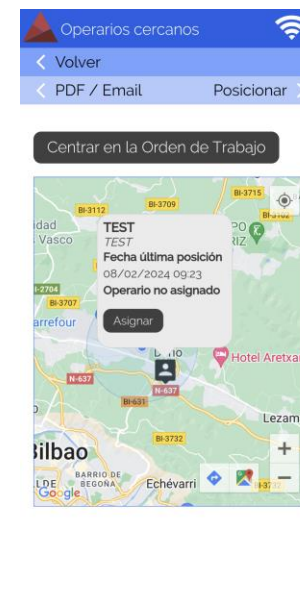 Operarios cercanos
Volver
PDF / Email Posicionar
Centrar en la Orden de Trabajo
BI-3715
BI-3709
BI-3112
TEST
TEST
Fecha última posición
08/02/2024 09:23
Operario no asignado
Asignar
Vasco
BI-2704
BI-3707
arrefour
Hotel Aretxa
N-637
N-637
BI-631
Lezam
BI-3732
Bilbao
BARRIO DE
BEGOÑA
Echévarri
Google